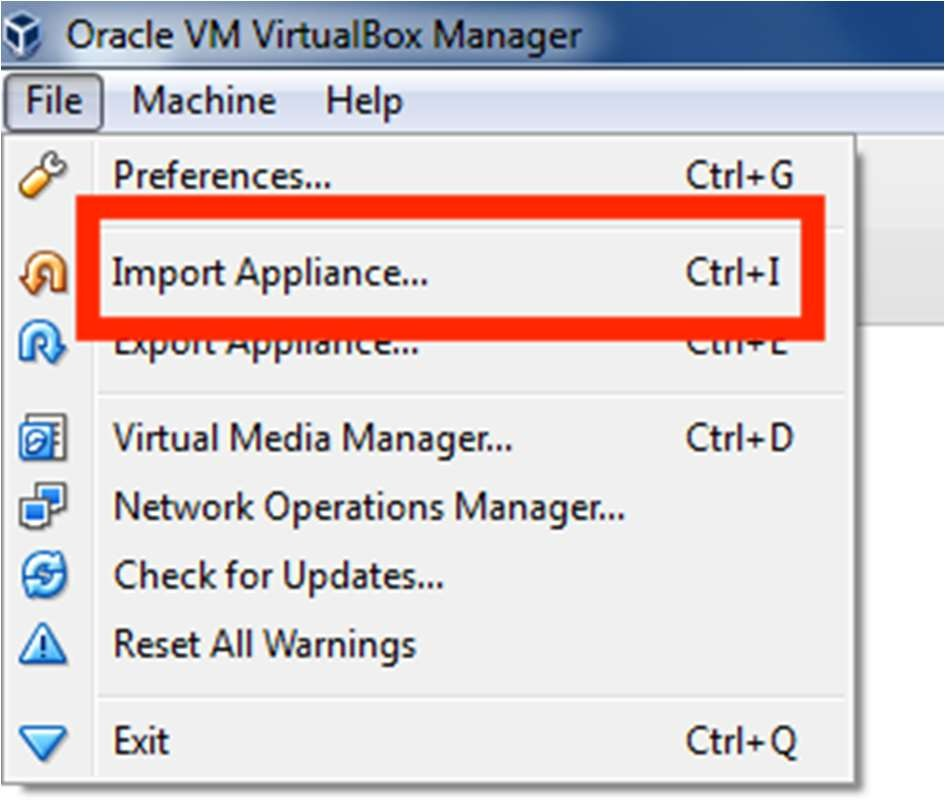 Oracle VM VirtualBox Manager
File Machine Help
Preferences... Ctrl+G
Import Appliance... Ctrl+I
Export Appliance... Ctrl+E
Virtual Media Manager... Ctrl+D
Network Operations Manager...
Check for Updates...
Reset All Warnings
Exit Ctrl+Q